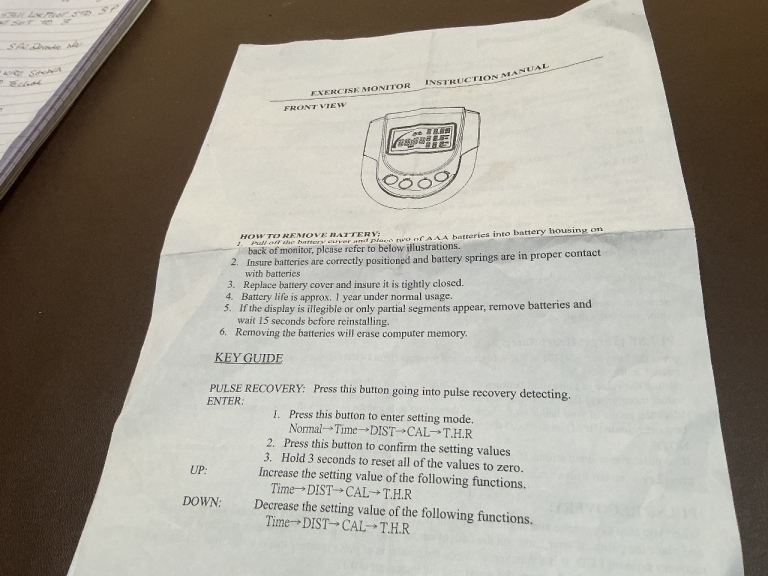 EXERCISE MONITOR INSTRUCTION MANUAL
FRONT VIEW
HOW TO REMOVE BATTERY:
1. Pull off the battery cover and place two of AAA batteries into battery housing on
back of monitor, please refer to below illustrations.
2. Insure batteries are correctly positioned and battery springs are in proper contact
with batteries
3. Replace battery cover and insure it is tightly closed.
4. Battery life is approx. 1 year under normal usage.
5. If the display is illegible or only partial segments appear, remove batteries and
wait 15 seconds before reinstalling.
6. Removing the batteries will erase computer memory.
KEY GUIDE
PULSE RECOVERY: Press this button going into pulse recovery detecting.
ENTER:
1. Press this button to enter setting mode.
Normal→Time→DIST→CAL→T.H.R
2. Press this button to confirm the setting values
3. Hold 3 seconds to reset all of the values to zero.
UP: Increase the setting value of the following functions.
Time→DIST→CAL→T.H.R
DOWN: Decrease the setting value of the following functions.
Time→DIST→CAL→T.H.R